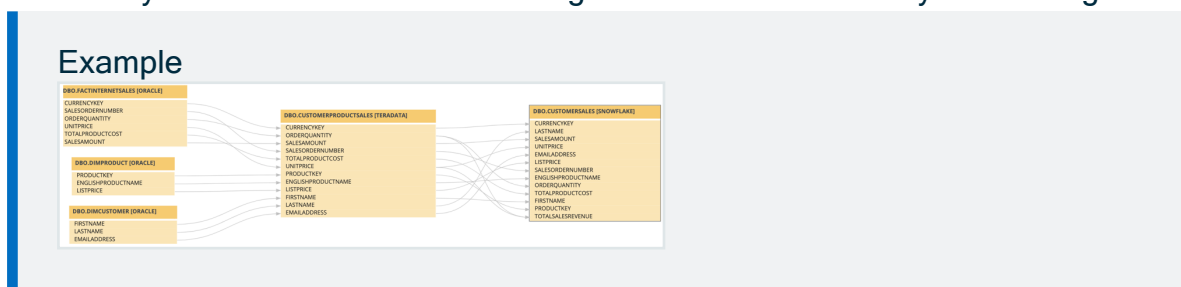 Example
DBO.FACTINTERNETSALES [ORACLE]
CURRENCYKEY
SALESORDERNUMBER
ORDERQUANTITY
UNITPRICE
TOTALPRODUCTCOST
SALESAMOUNT
DBO.DIMPRODUCT [ORACLE]
PRODUCTKEY
ENGLISHPRODUCTNAME
LISTPRICE
DBO.DIMCUSTOMER [ORACLE]
FIRSTNAME
LASTNAME
EMAILADDRESS
DBO.CUSTOMERPRODUCTSALES [TERADATA]
CURRENCYKEY
ORDERQUANTITY
SALESAMOUNT
SALESORDERNUMBER
TOTALPRODUCTCOST
UNITPRICE
PRODUCTKEY
ENGLISHPRODUCTNAME
LISTPRICE
FIRSTNAME
LASTNAME
EMAILADDRESS
DBO.CUSTOMERSALES [SNOWFLAKE]
CURRENCYKEY
LASTNAME
SALESAMOUNT
UNITPRICE
EMAILADDRESS
LISTPRICE
SALESORDERNUMBER
ENGLISHPRODUCTNAME
ORDERQUANTITY
TOTALPRODUCTCOST
FIRSTNAME
PRODUCTKEY
TOTALSALESREVENUE